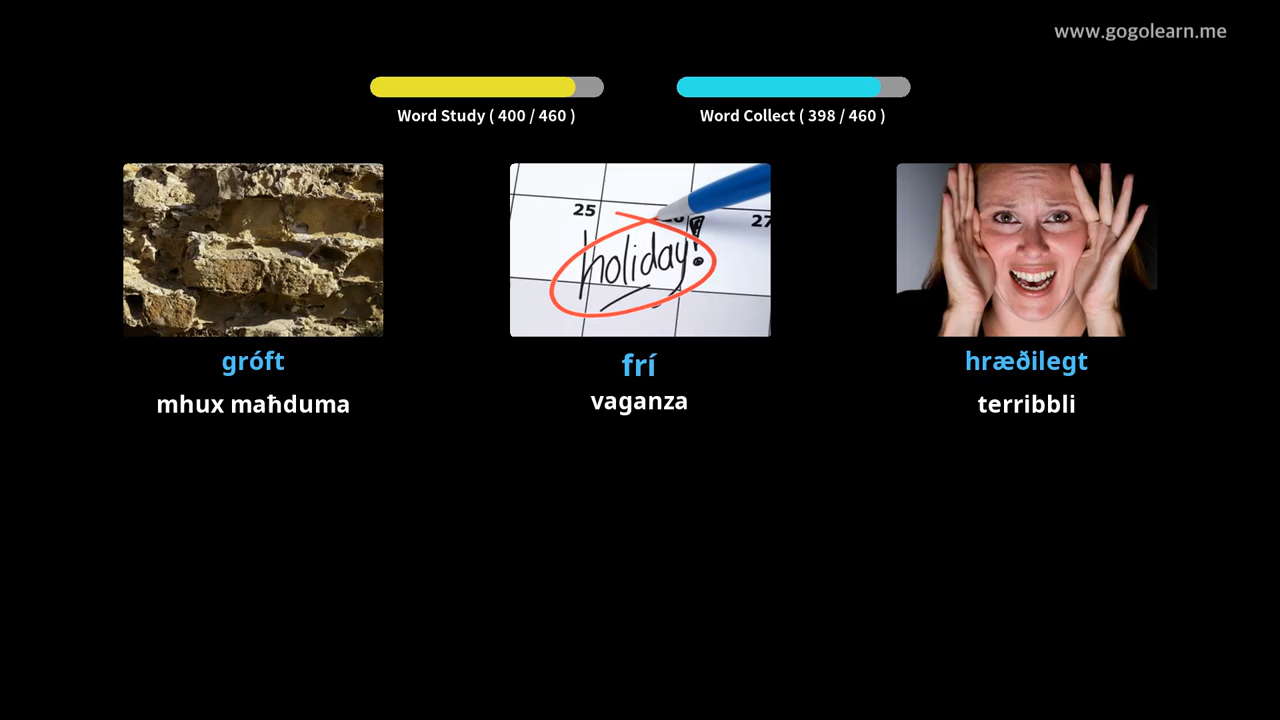 www.gogolearn.me
Word Study ( 400 / 460 )
Word Collect ( 398 / 460 )
25
27
holiday!
gróft
frí
hræðilegt
mhux maħduma
vaganza
terribbli